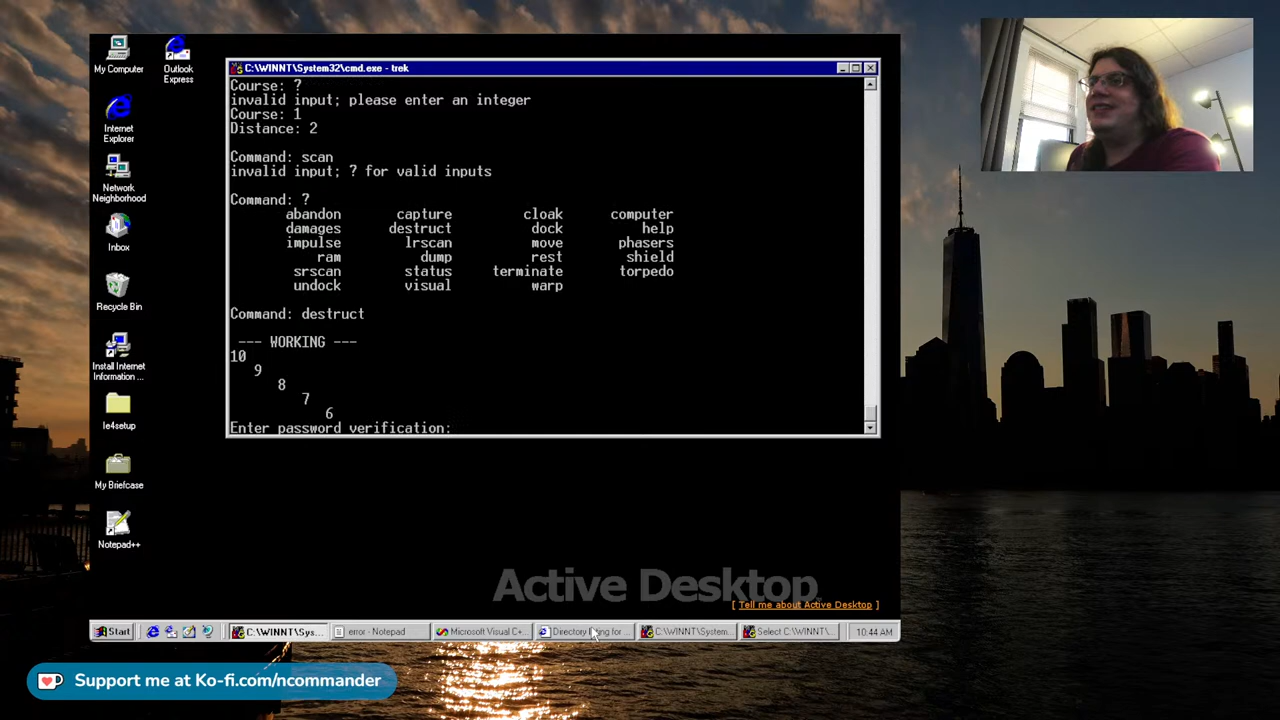 My Computer
Outlook
Express
Internet
Explorer
Network
Neighborhood
Inbox
Recycle Bin
Install Internet
Information ...
Ie4setup
My Briefcase
Notepad++
C:\WINNT\System32\cmd.exe - trek
Course: ?
invalid input; please enter an integer
Course: 1
Distance: 2
Command: scan
invalid input; ? for valid inputs
Command: ?
abandon capture cloak computer
damages destruct dock help
impulse lrscan move phasers
ram dump rest shield
srscan status terminate torpedo
undock visual warp
Command: destruct
--- WORKING ---
10
9
8
7
6
Enter password verification:
Active Desktop
[ Tell me about Active Desktop ]
Start
C:\WINNT\Sys...
error - Notepad
Microsoft Visual C+...
Directory for ...
C:\WINNT\System...
Select C:\WINNT\...
10:44 AM
Support me at Ko-fi.com/ncommander